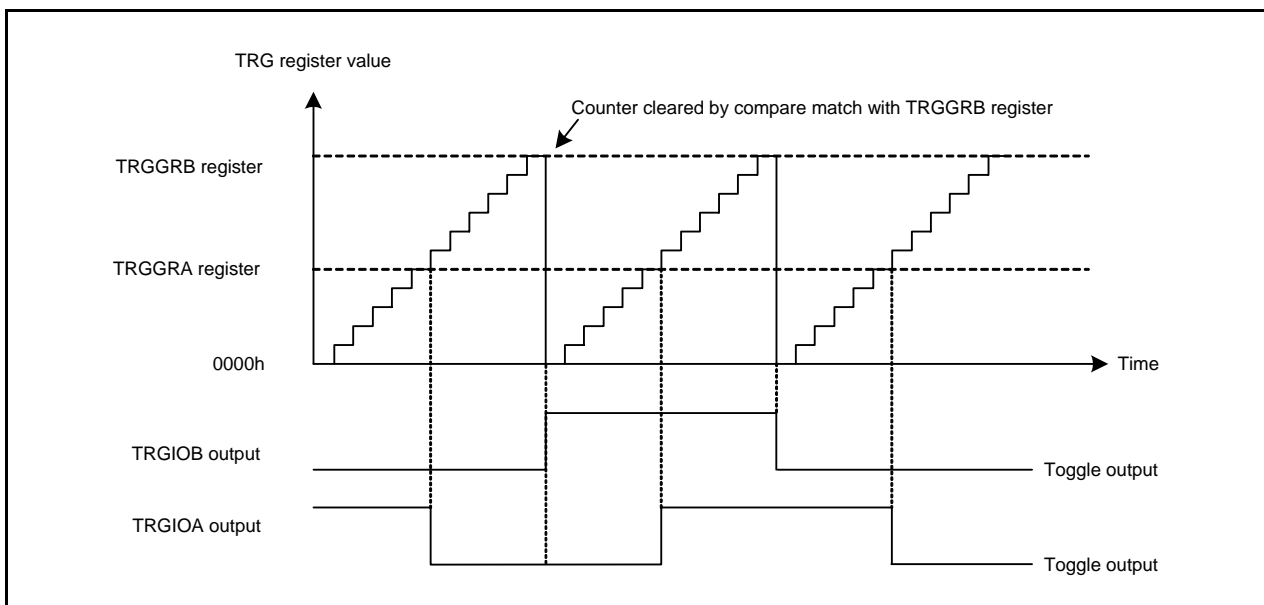 TRG register value
Counter cleared by compare match with TRGGRB register
TRGGRB register
TRGGRA register
0000h
Time
TRGIOB output
Toggle output
TRGIOA output
Toggle output